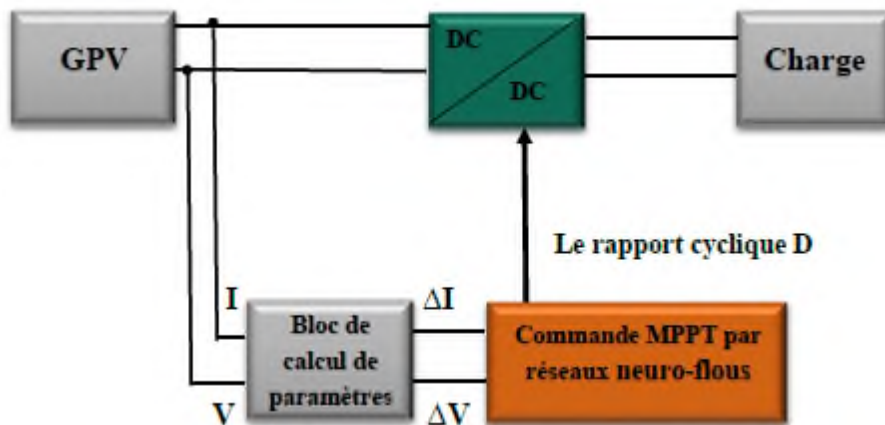 GPV
DC
DC
Charge
Le rapport cyclique D
I
ΔI
Bloc de
calcul de
paramètres
Commande MPPT par
réseaux neuro-flous
V
ΔV